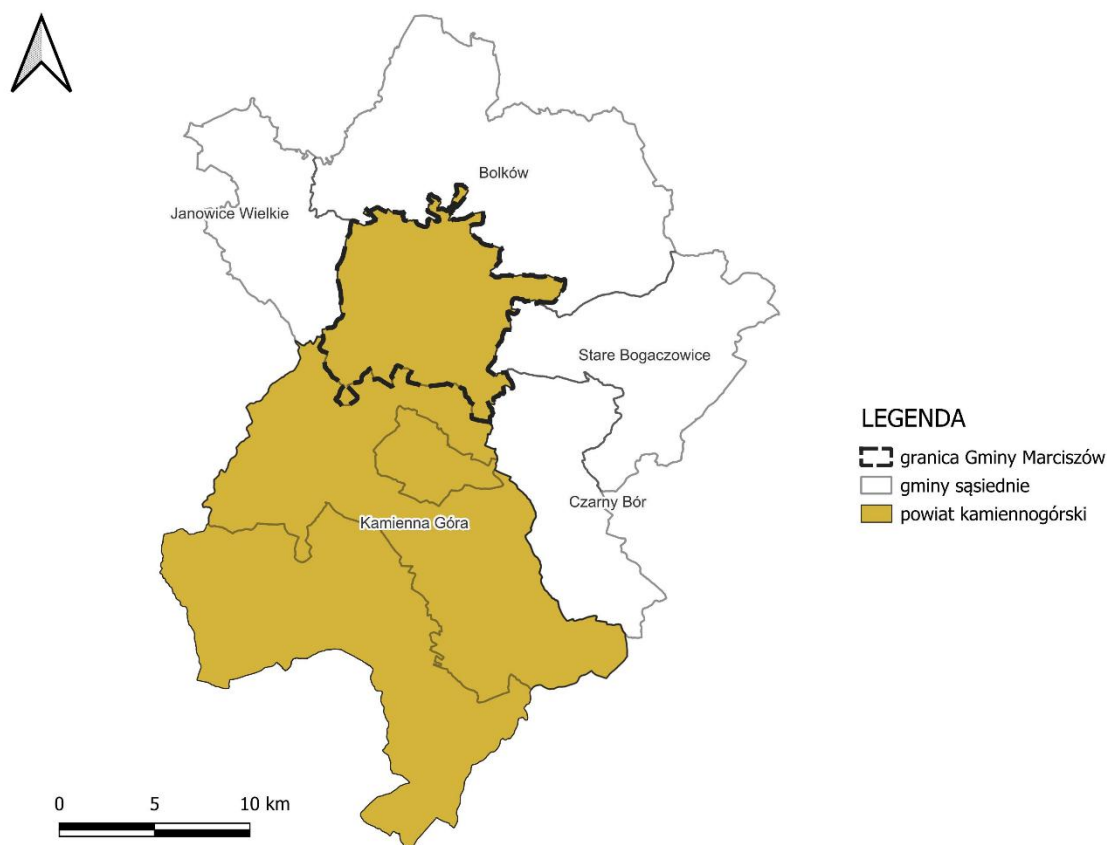 Bolków
Janowice Wielkie
Stare Bogaczowice
Czarny Bór
Kamienna Góra
LEGENDA
granica Gminy Marciszów
gminy sąsiednie
powiat kamiennogórski
0 5 10 km